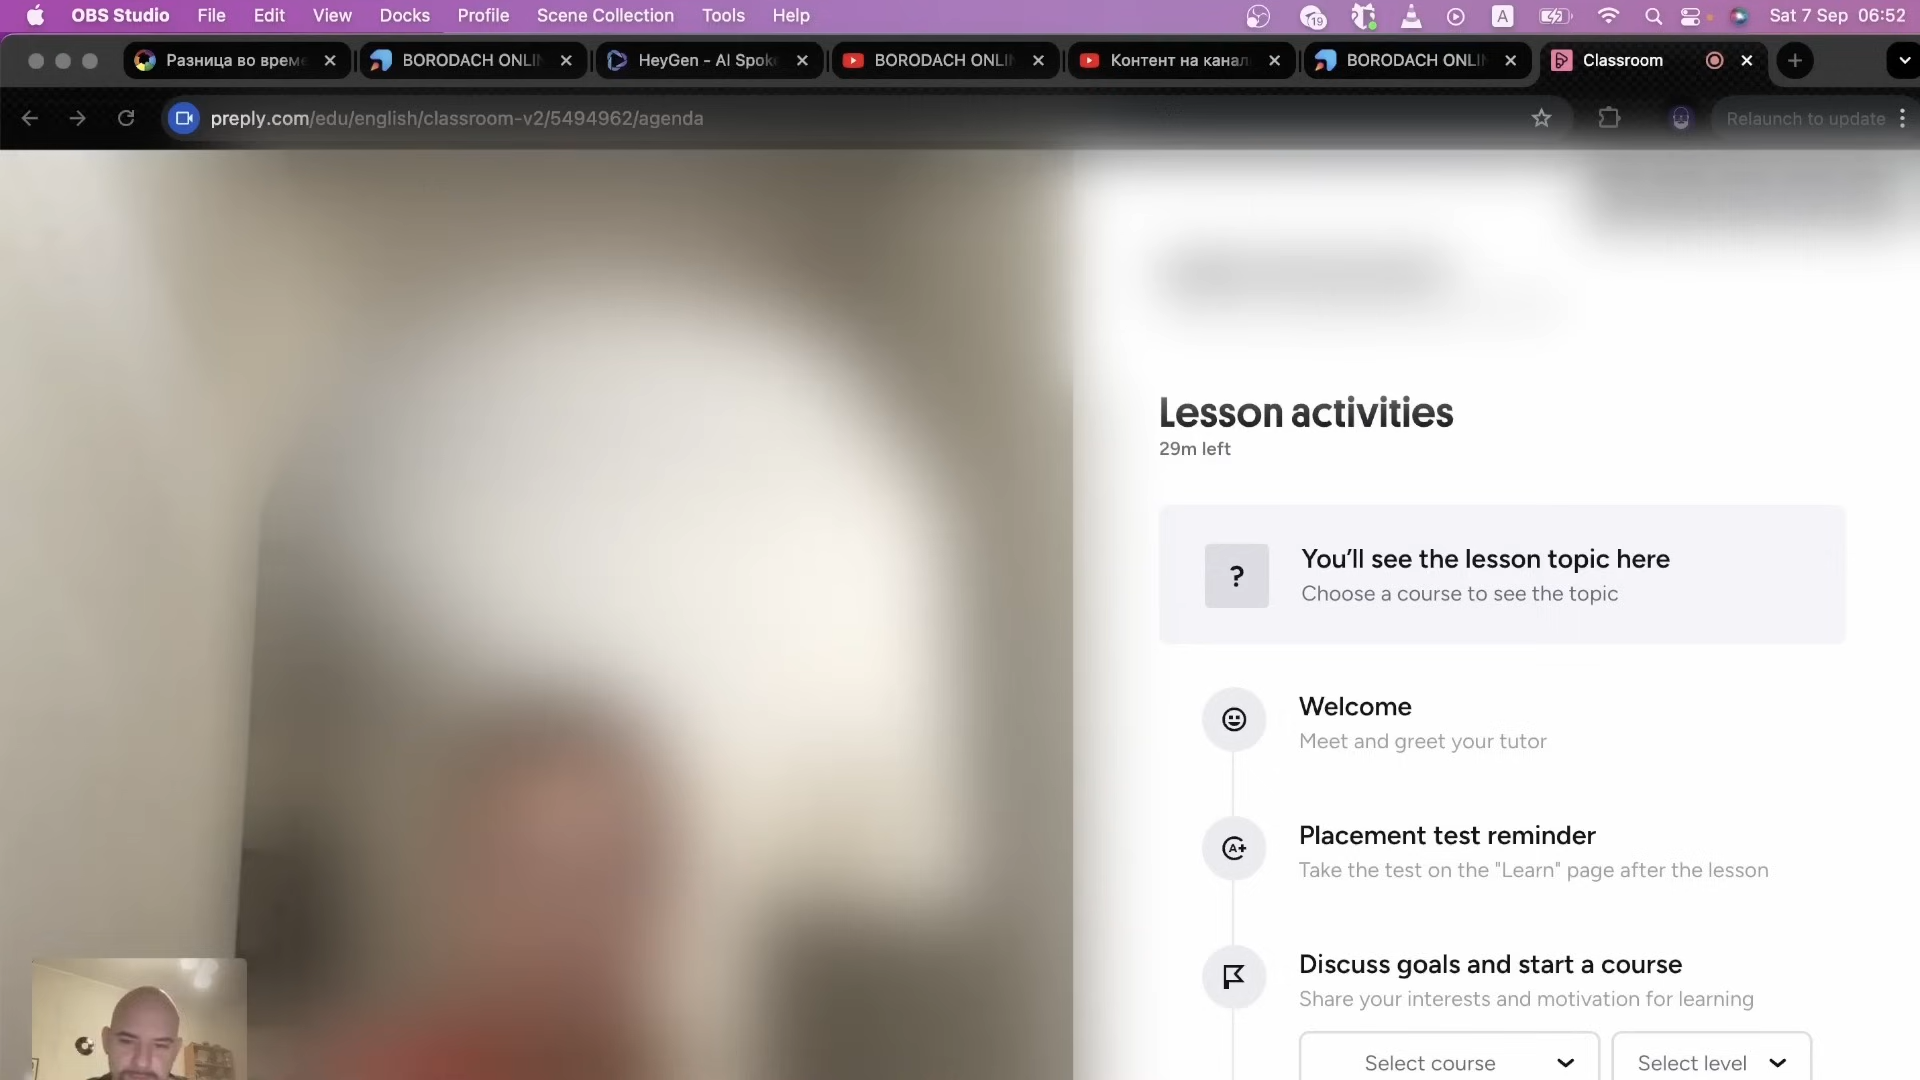 OBS Studio File Edit View Docks Profile Scene Collection Tools Help 19 A Sat 7 Sep 06:52
Разница во врем BORODACH ONLI HeyGen - AI Spok BORODACH ONLI Контент на канал BORODACH ONLI Classroom
preply.com/edu/english/classroom-v2/5494962/agenda Relaunch to update
Lesson activities
29m left
?
You'll see the lesson topic here
Choose a course to see the topic
Welcome
Meet and greet your tutor
A+
Placement test reminder
Take the test on the "Learn" page after the lesson
Discuss goals and start a course
Share your interests and motivation for learning
Select course Select level